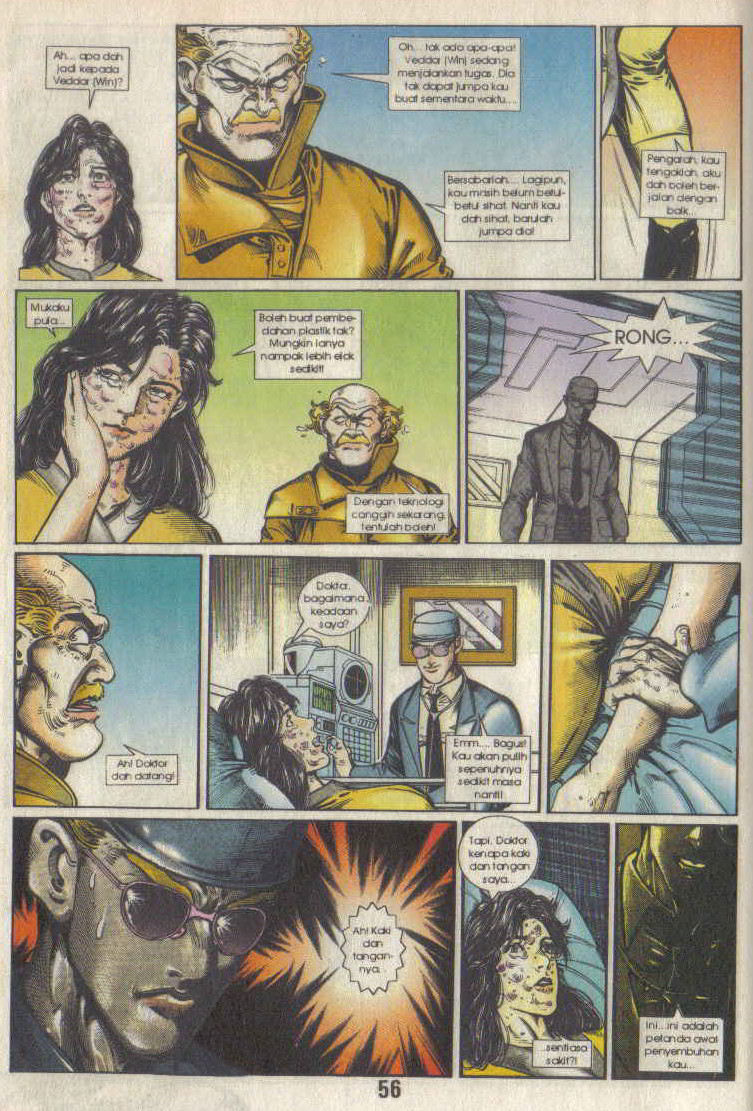 Ah... apa dah
jadi kepada
Veddar (Win)?
Oh... tak ada apa-apa!
Veddar (Win) sedang
menjalankan tugas. Dia
tak dapat jumpa kau
buat sementara waktu....
Bersabarlah.... Lagipun,
kau masih belum betul-
betul sihat. Nanti kau
dah sihat, barulah
jumpa dia!
Pengarah, kau
tengoklah, aku
dah boleh ber-
jalan dengan
baik...
Mukaku
pula...
Boleh buat pembe-
dahan plastik tak?
Mungkin ianya
nampak lebih elok
sedikit!
Dengan teknologi
canggih sekarang,
tentulah boleh!
RONG...
Ah! Doktor
dah datang!
Doktor,
bagaimana
keadaan
saya?
Emm.... Bagus!
Kau akan pulih
sepenuhnya
sedikit masa
nanti!
Ah! Kaki
dan
tangan-
nya.
Tapi, Doktor
kenapa kaki
dan tangan
saya...
...sentiasa
sakit?!
Ini...ini adalah
petanda awal
penyembuhan
kau...
56